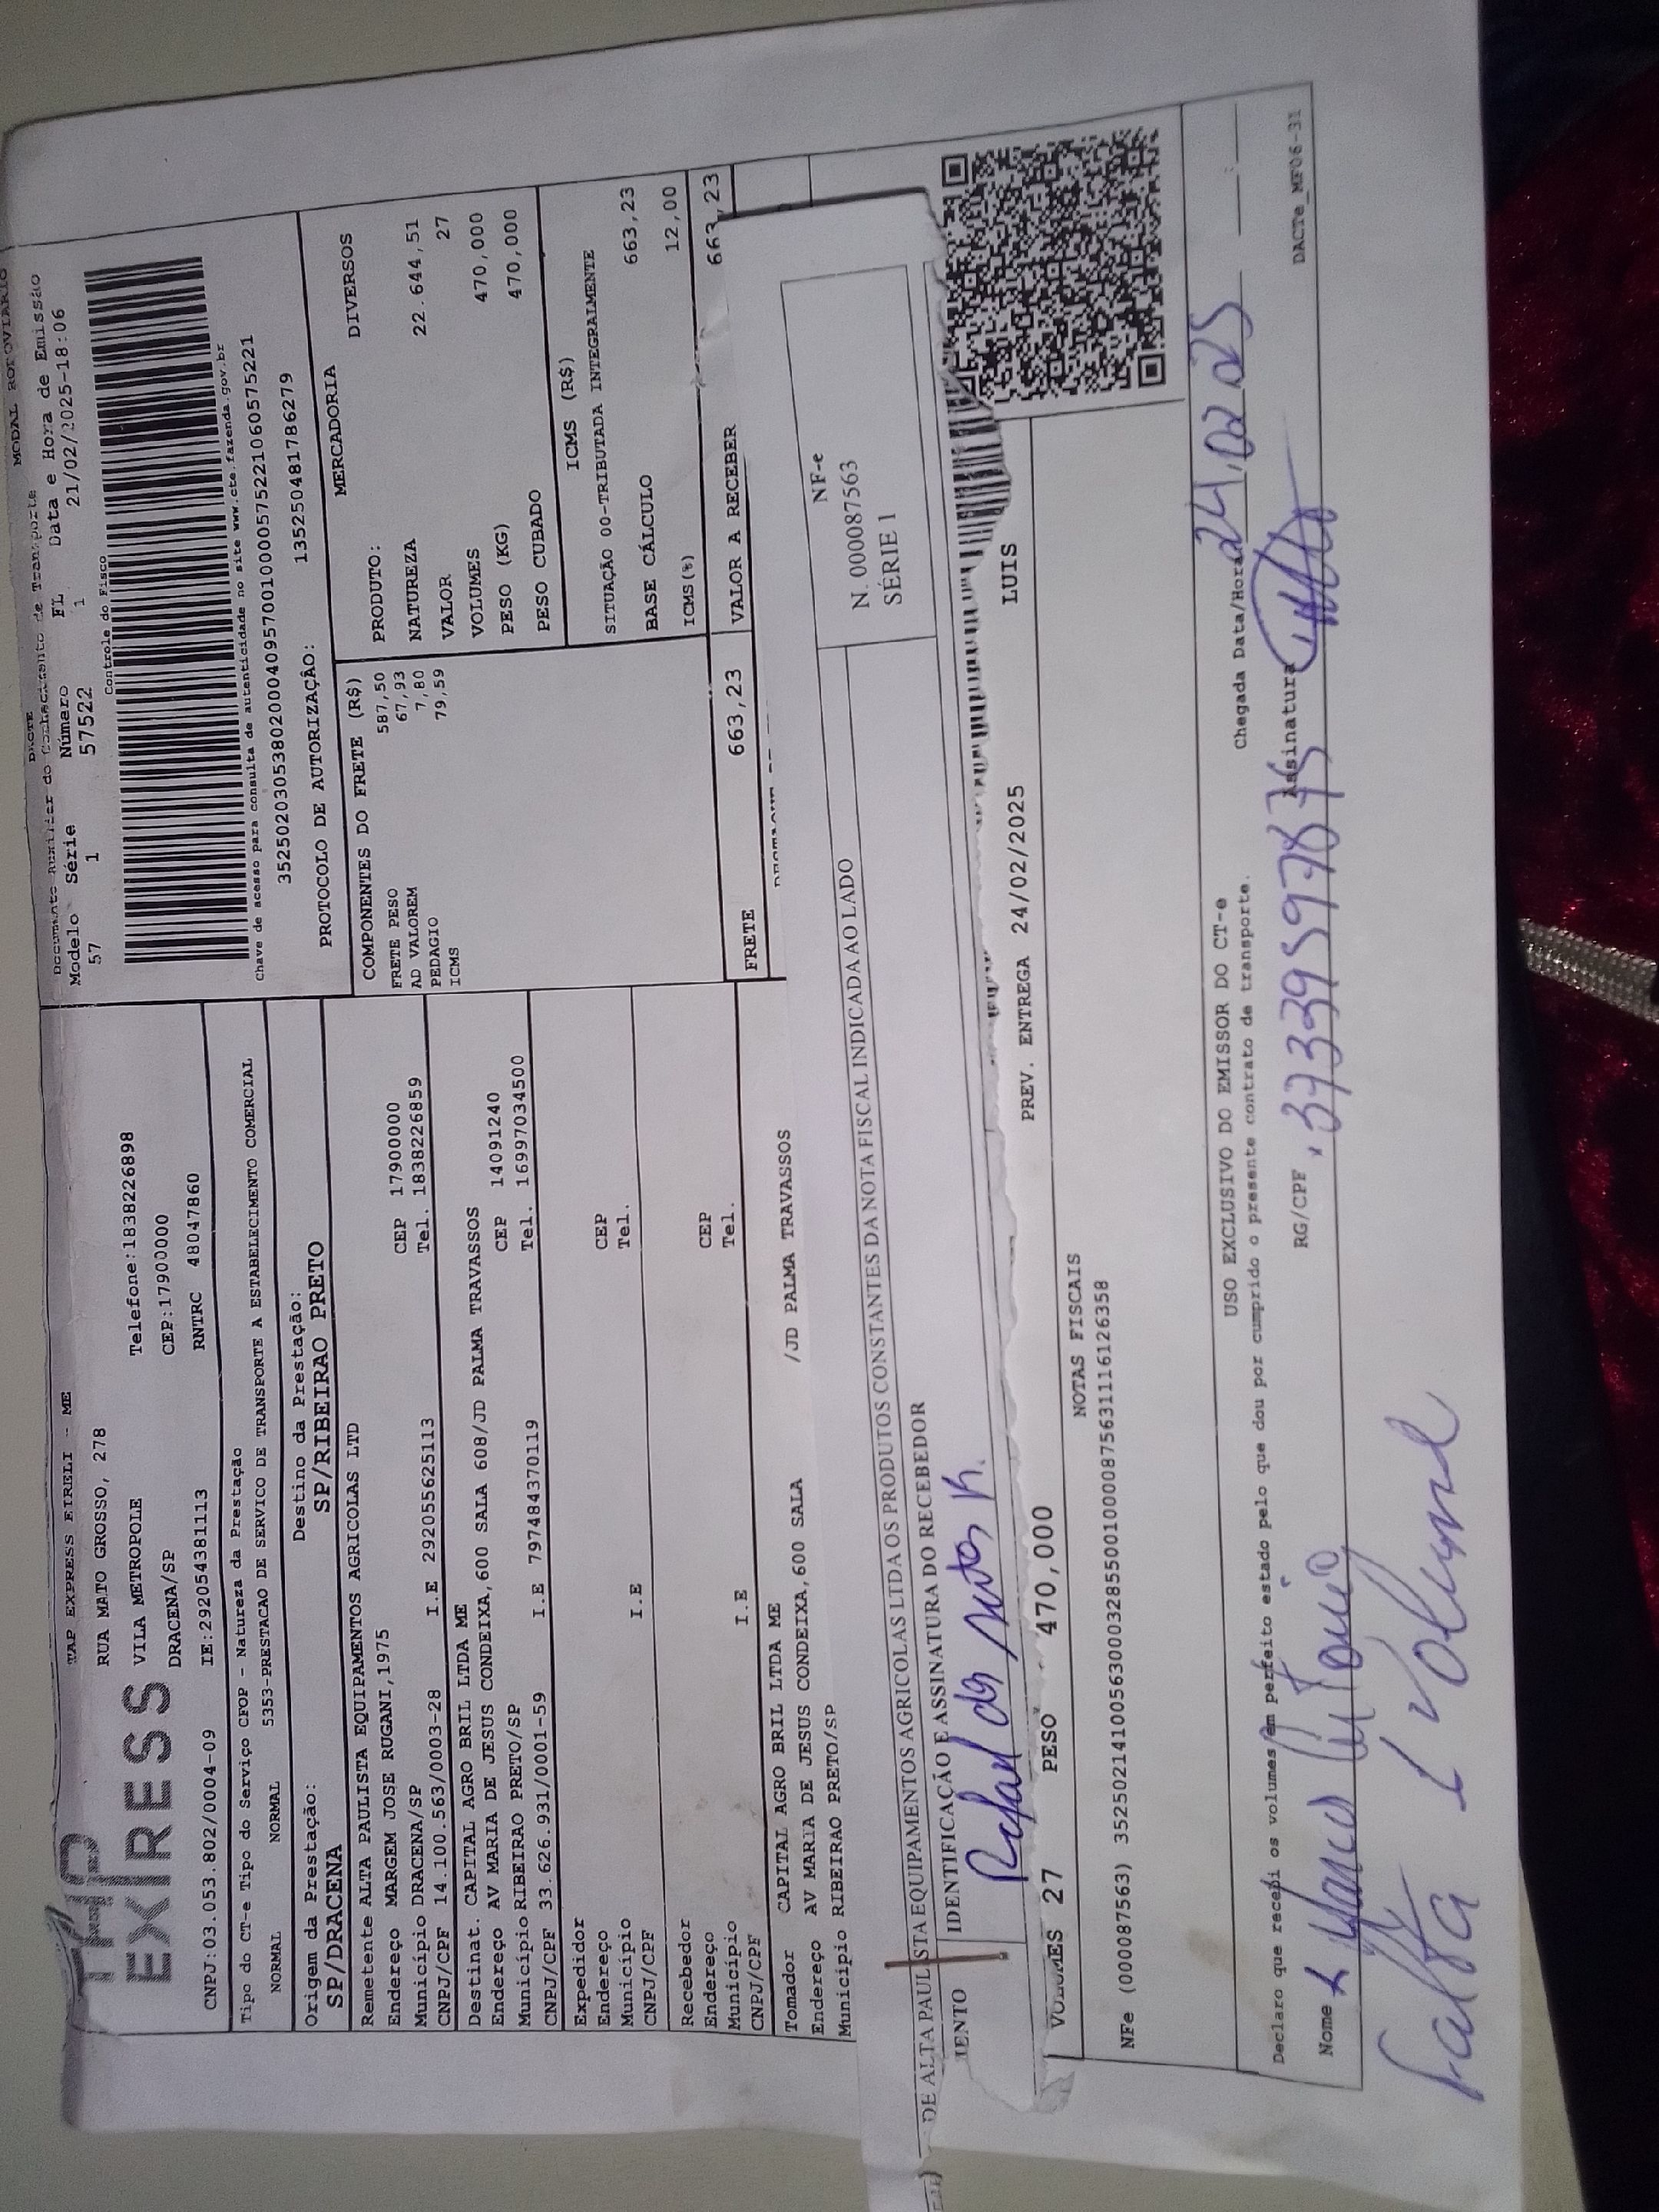 DACTE
MODAL RODOVIARIO
Documento Auxiliar do Conhecimento de Transporte
Modelo Série Número FL Data e Hora de Emissão
57 1 57522 1 21/02/2025-18:06
Controle do Fisco
Chave de acesso para consulta de autenticidade no site www.cte.fazenda.gov.br
35250203053802000409570010000575221060575221
PROTOCOLO DE AUTORIZAÇÃO: 135250481786279
TAP EXPRESS EIRELI - ME
RUA MATO GROSSO, 278
VILA METROPOLE Telefone:1838226898
DRACENA/SP CEP:17900000
CNPJ:03.053.802/0004-09 IE:292054381113 RNTRC 48047860
TAP
EXPRESS
Tipo do CT-e Tipo do Serviço CFOP - Natureza da Prestação
NORMAL NORMAL 5353-PRESTACAO DE SERVICO DE TRANSPORTE A ESTABELECIMENTO COMERCIAL
Origem da Prestação: Destino da Prestação:
SP/DRACENA SP/RIBEIRAO PRETO
Remetente ALTA PAULISTA EQUIPAMENTOS AGRICOLAS LTD
Endereço MARGEM JOSE RUGANI,1975
Município DRACENA/SP CEP 17900000
CNPJ/CPF 14.100.563/0003-28 I.E 292055625113 Tel. 1838226859
Destinat. CAPITAL AGRO BRIL LTDA ME
Endereço AV MARIA DE JESUS CONDEIXA,600 SALA 608/JD PALMA TRAVASSOS
Município RIBEIRAO PRETO/SP CEP 14091240
CNPJ/CPF 33.626.931/0001-59 I.E 797484370119 Tel. 16997034500
Expedidor
Endereço
Município CEP
CNPJ/CPF I.E Tel.
Recebedor
Endereço
Município CEP
CNPJ/CPF I.E Tel.
Tomador CAPITAL AGRO BRIL LTDA ME
Endereço AV MARIA DE JESUS CONDEIXA,600 SALA /JD PALMA TRAVASSOS
Município RIBEIRAO PRETO/SP
COMPONENTES DO FRETE (R$)
FRETE PESO 587,50
AD VALOREM 67,93
PEDAGIO 7,80
ICMS 79,59
FRETE 663,23
MERCADORIA
PRODUTO: DIVERSOS
NATUREZA
VALOR 22.644,51
VOLUMES 27
PESO (KG) 470,000
PESO CUBADO 470,000
ICMS (R$)
SITUAÇÃO 00-TRIBUTADA INTEGRALMENTE
BASE CÁLCULO 663,23
ICMS(%) 12,00
VALOR A RECEBER 663,23
DE ALTA PAULISTA EQUIPAMENTOS AGRICOLAS LTDA OS PRODUTOS CONSTANTES DA NOTA FISCAL INDICADA AO LADO
IDENTIFICAÇÃO E ASSINATURA DO RECEBEDOR
NF-e
N. 000087563
SÉRIE 1
LUIS
VOLUMES 27 PESO 470,000 PREV. ENTREGA 24/02/2025
NOTAS FISCAIS
NFe (000087563) 35250214100563000328550010000875631116126358
USO EXCLUSIVO DO EMISSOR DO CT-e
Declaro que recebi os volumes em perfeito estado pelo que dou por cumprido o presente contrato de transporte.
Chegada Data/Hora 24,02 025
Nome
RG/CPF
Assinatura
DACTe_MF06-31
falta 1 volume